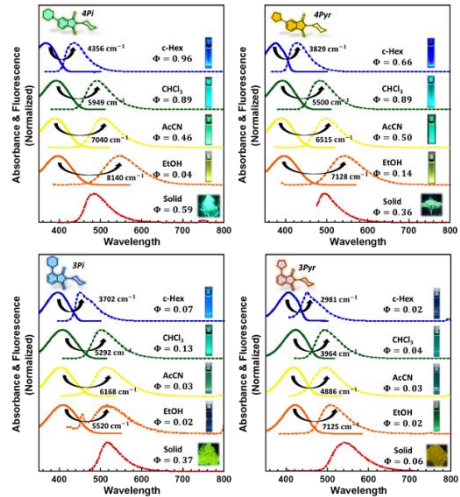 4Pi
c-Hex
4356 cm⁻¹
Φ = 0.96
CHCl₃
5949 cm⁻¹
Φ = 0.89
AcCN
7040 cm⁻¹
Φ = 0.46
EtOH
8140 cm⁻¹
Φ = 0.04
Solid
Φ = 0.59
Absorbance & Fluorescence
(Normalized)
400 500 600 700 800
Wavelength
4Pyr
c-Hex
3829 cm⁻¹
Φ = 0.66
CHCl₃
5500 cm⁻¹
Φ = 0.89
AcCN
6515 cm⁻¹
Φ = 0.50
EtOH
7128 cm⁻¹
Φ = 0.14
Solid
Φ = 0.36
Absorbance & Fluorescence
(Normalized)
400 500 600 700 800
Wavelength
3Pi
3702 cm⁻¹
c-Hex
Φ = 0.07
CHCl₃
5292 cm⁻¹
Φ = 0.13
AcCN
6168 cm⁻¹
Φ = 0.03
EtOH
5520 cm⁻¹
Φ = 0.02
Solid
Φ = 0.37
Absorbance & Fluorescence
(Normalized)
400 500 600 700 800
Wavelength
3Pyr
2981 cm⁻¹
c-Hex
Φ = 0.02
CHCl₃
3964 cm⁻¹
Φ = 0.04
AcCN
4886 cm⁻¹
Φ = 0.03
EtOH
7125 cm⁻¹
Φ = 0.02
Solid
Φ = 0.06
Absorbance & Fluorescence
(Normalized)
400 500 600 700 800
Wavelength